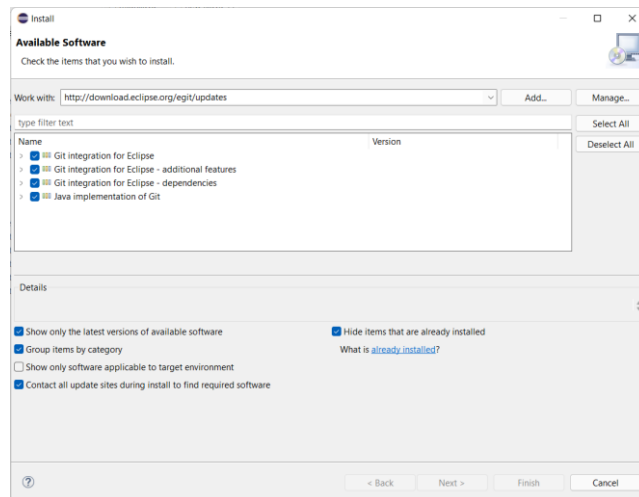 Install
Available Software
Check the items that you wish to install.
Work with: http://download.eclipse.org/egit/updates Add... Manage...
type filter text Select All
Name Version Deselect All
Git integration for Eclipse
Git integration for Eclipse - additional features
Git integration for Eclipse - dependencies
Java implementation of Git
Details
Show only the latest versions of available software Hide items that are already installed
Group items by category What is already installed?
Show only software applicable to target environment
Contact all update sites during install to find required software
? < Back Next > Finish Cancel